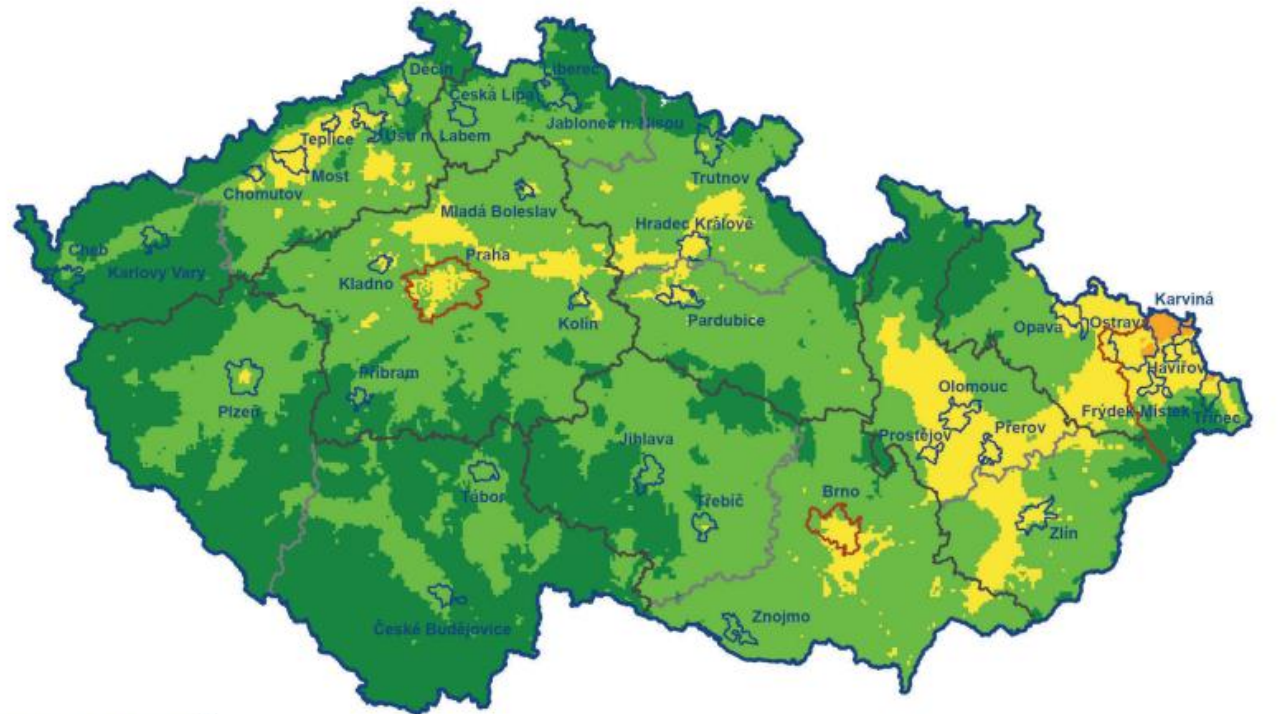 Děčín
Liberec
Česká Lípa
Jablonec n. Nisou
Teplice
Ústí n. Labem
Most
Chomutov
Trutnov
Mladá Boleslav
Hradec Králové
Cheb
Karlovy Vary
Praha
Kladno
Kolín
Pardubice
Karviná
Opava
Ostrava
Havířov
Příbram
Plzeň
Olomouc
Frýdek Místek
Třinec
Prostějov
Přerov
Jihlava
Tábor
Třebíč
Brno
Zlín
České Budějovice
Znojmo